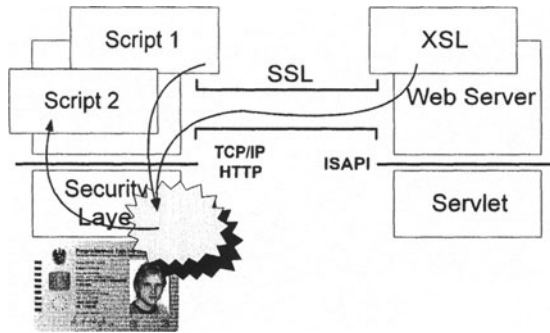 Script 1
XSL
SSL
Script 2
Web Server
TCP/IP
HTTP
ISAPI
Security
Laye
Servlet